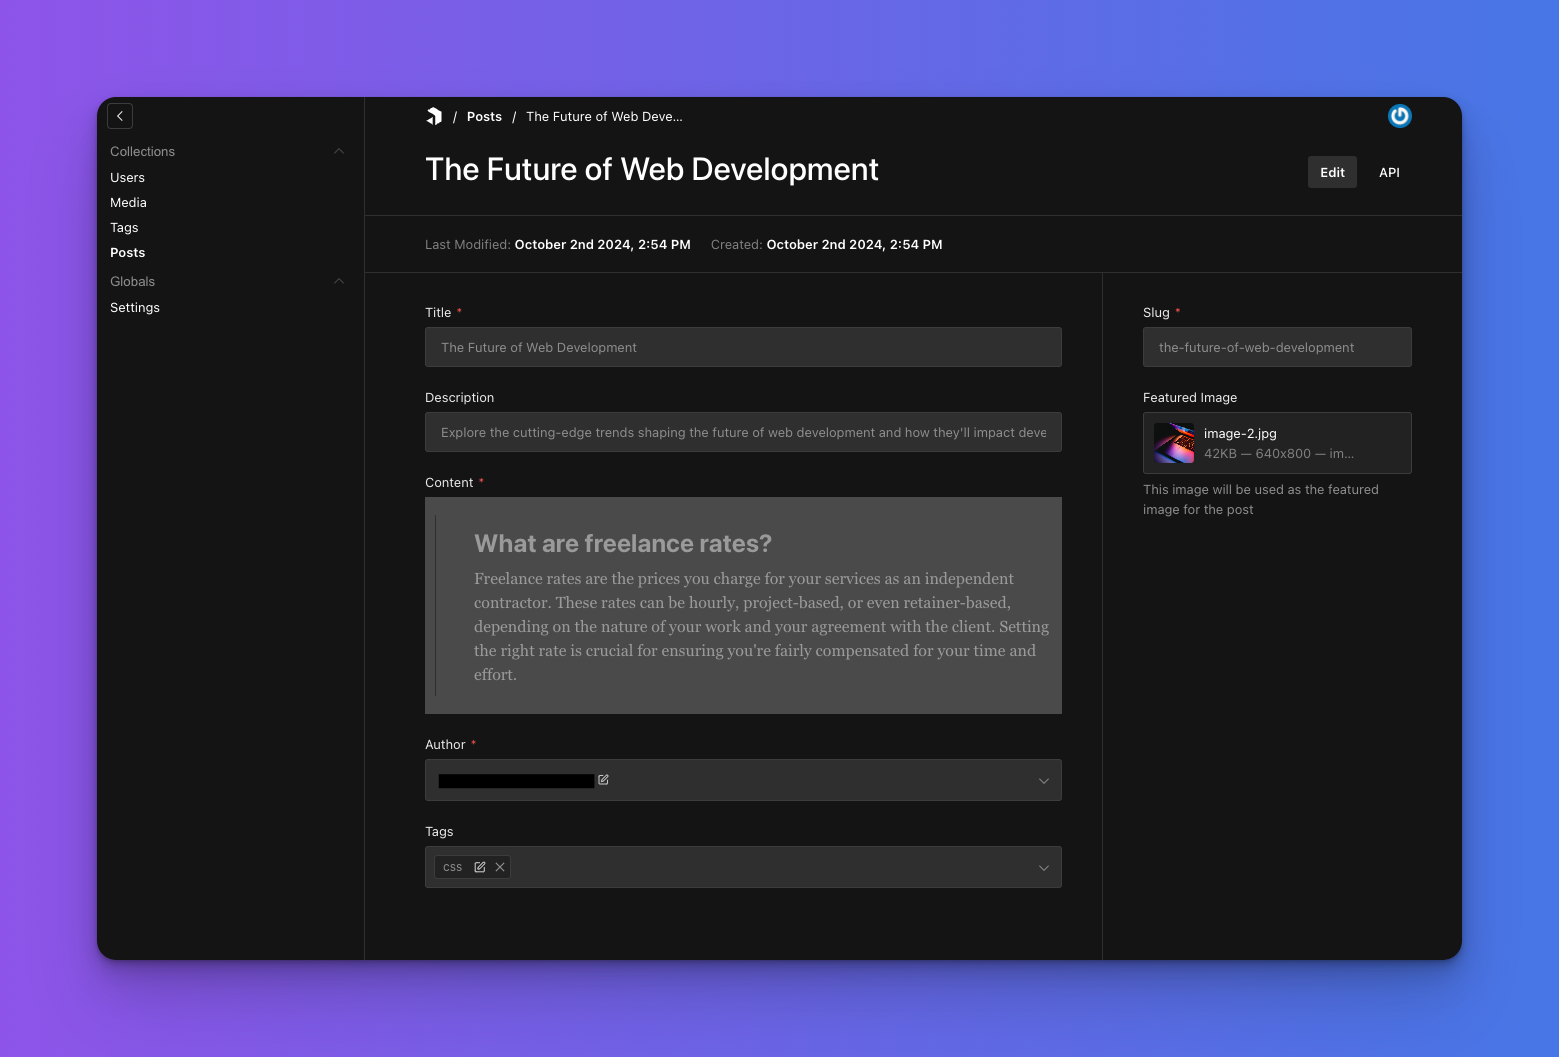 Collections
Users
Media
Tags
Posts
Globals
Settings
/ Posts / The Future of Web Deve...
The Future of Web Development
Edit
API
Last Modified: October 2nd 2024, 2:54 PM Created: October 2nd 2024, 2:54 PM
Title *
The Future of Web Development
Description
Explore the cutting-edge trends shaping the future of web development and how they'll impact deve
Content *
What are freelance rates?
Freelance rates are the prices you charge for your services as an independent
contractor. These rates can be hourly, project-based, or even retainer-based,
depending on the nature of your work and your agreement with the client. Setting
the right rate is crucial for ensuring you're fairly compensated for your time and
effort.
Author *
Tags
css
Slug *
the-future-of-web-development
Featured Image
image-2.jpg
42KB — 640x800 — im...
This image will be used as the featured
image for the post